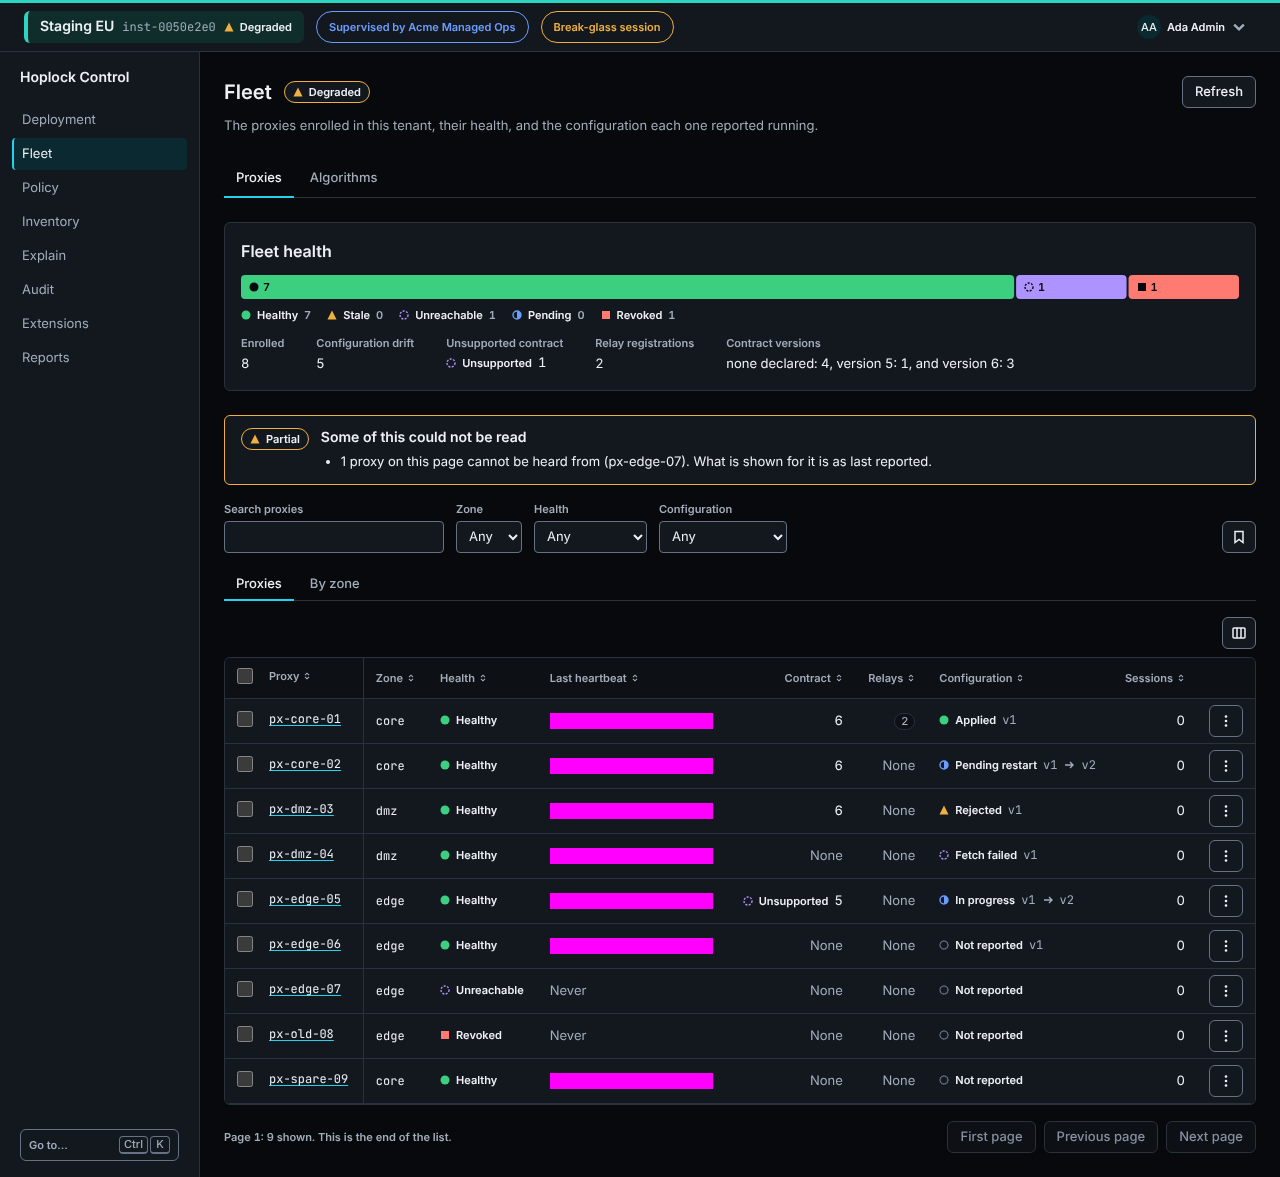 Staging EU inst-0050e2e0 Degraded Supervised by Acme Managed Ops Break-glass session AA Ada Admin
Hoplock Control
Deployment
Fleet
Policy
Inventory
Explain
Audit
Extensions
Reports
Go to... Ctrl K
Fleet Degraded Refresh
The proxies enrolled in this tenant, their health, and the configuration each one reported running.
Proxies Algorithms
Fleet health
7 1 1
Healthy 7 Stale 0 Unreachable 1 Pending 0 Revoked 1
Enrolled Configuration drift Unsupported contract Relay registrations Contract versions
8 5 Unsupported 1 2 none declared: 4, version 5: 1, and version 6: 3
Partial Some of this could not be read
• 1 proxy on this page cannot be heard from (px-edge-07). What is shown for it is as last reported.
Search proxies Zone Health Configuration
Any Any Any
Proxies By zone
Proxy Zone Health Last heartbeat Contract Relays Configuration Sessions
px-core-01 core Healthy 6 2 Applied v1 0
px-core-02 core Healthy 6 None Pending restart v1 → v2 0
px-dmz-03 dmz Healthy 6 None Rejected v1 0
px-dmz-04 dmz Healthy None None Fetch failed v1 0
px-edge-05 edge Healthy Unsupported 5 None In progress v1 → v2 0
px-edge-06 edge Healthy None None Not reported v1 0
px-edge-07 edge Unreachable Never None None Not reported 0
px-old-08 edge Revoked Never None None Not reported 0
px-spare-09 core Healthy None None Not reported 0
Page 1: 9 shown. This is the end of the list. First page Previous page Next page